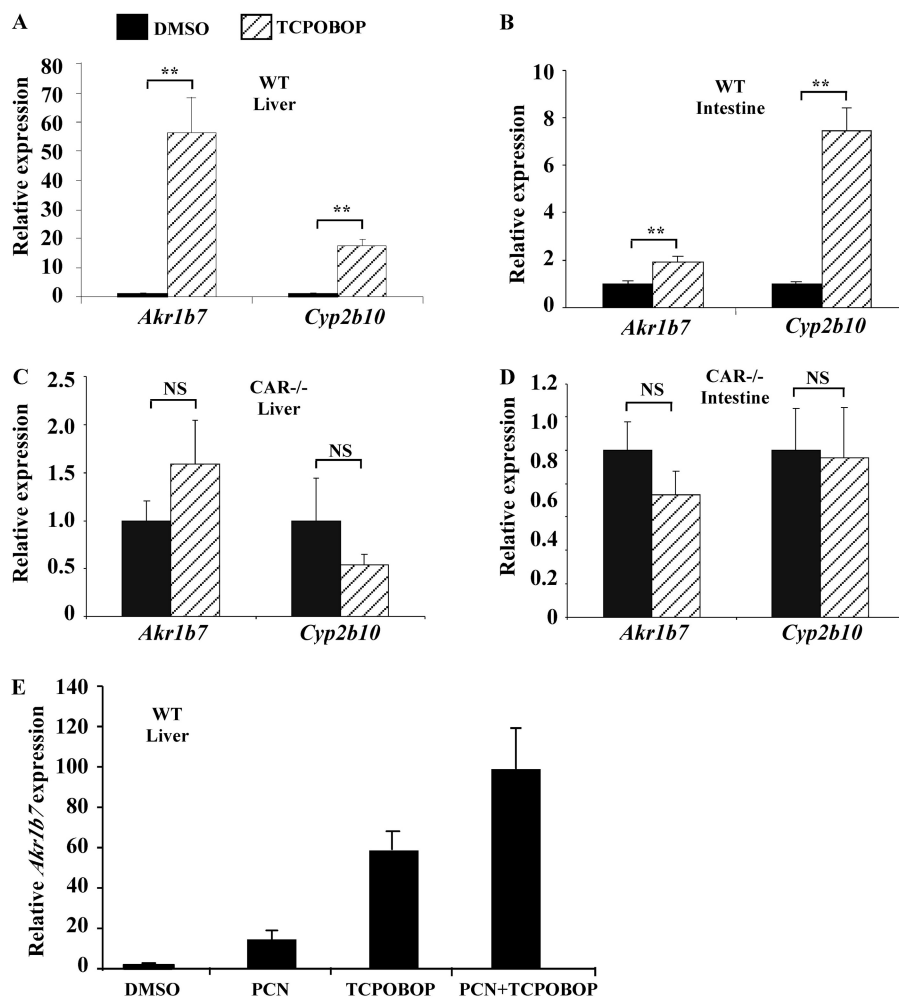 A
DMSO
TCPOBOP
B
Relative expression
80
70
60
50
40
30
20
10
0
**
WT
Liver
**
Akr1b7
Cyp2b10
Relative expression
10
8
6
4
2
0
**
WT
Intestine
**
Akr1b7
Cyp2b10
C
Relative expression
2.5
2.0
1.5
1.0
0.5
0
NS
CAR-/-
Liver
NS
Akr1b7
Cyp2b10
D
Relative expression
1.2
0.8
0.6
0.4
0.2
0
NS
CAR-/-
Intestine
NS
Akr1b7
Cyp2b10
E
Relative Akr1b7 expression
140
120
100
80
60
40
20
0
WT
Liver
DMSO
PCN
TCPOBOP
PCN+TCPOBOP